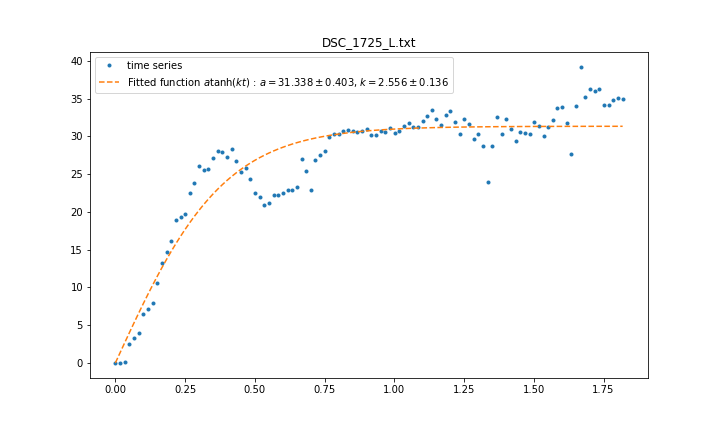 DSC_1725_L.txt
time series
Fitted function atanh(kt) : a = 31.338 ± 0.403, k = 2.556 ± 0.136
40
35
30
25
20
15
10
5
0
0.00 0.25 0.50 0.75 1.00 1.25 1.50 1.75